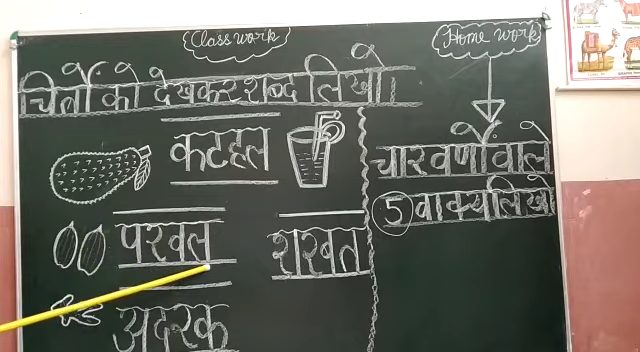 Class work
Home work
चित्रों को देखकर शब्द लिखो।
कटहल
चार वर्णों वाले
5 वाक्य लिखो
परवल
शरबत
अदरक